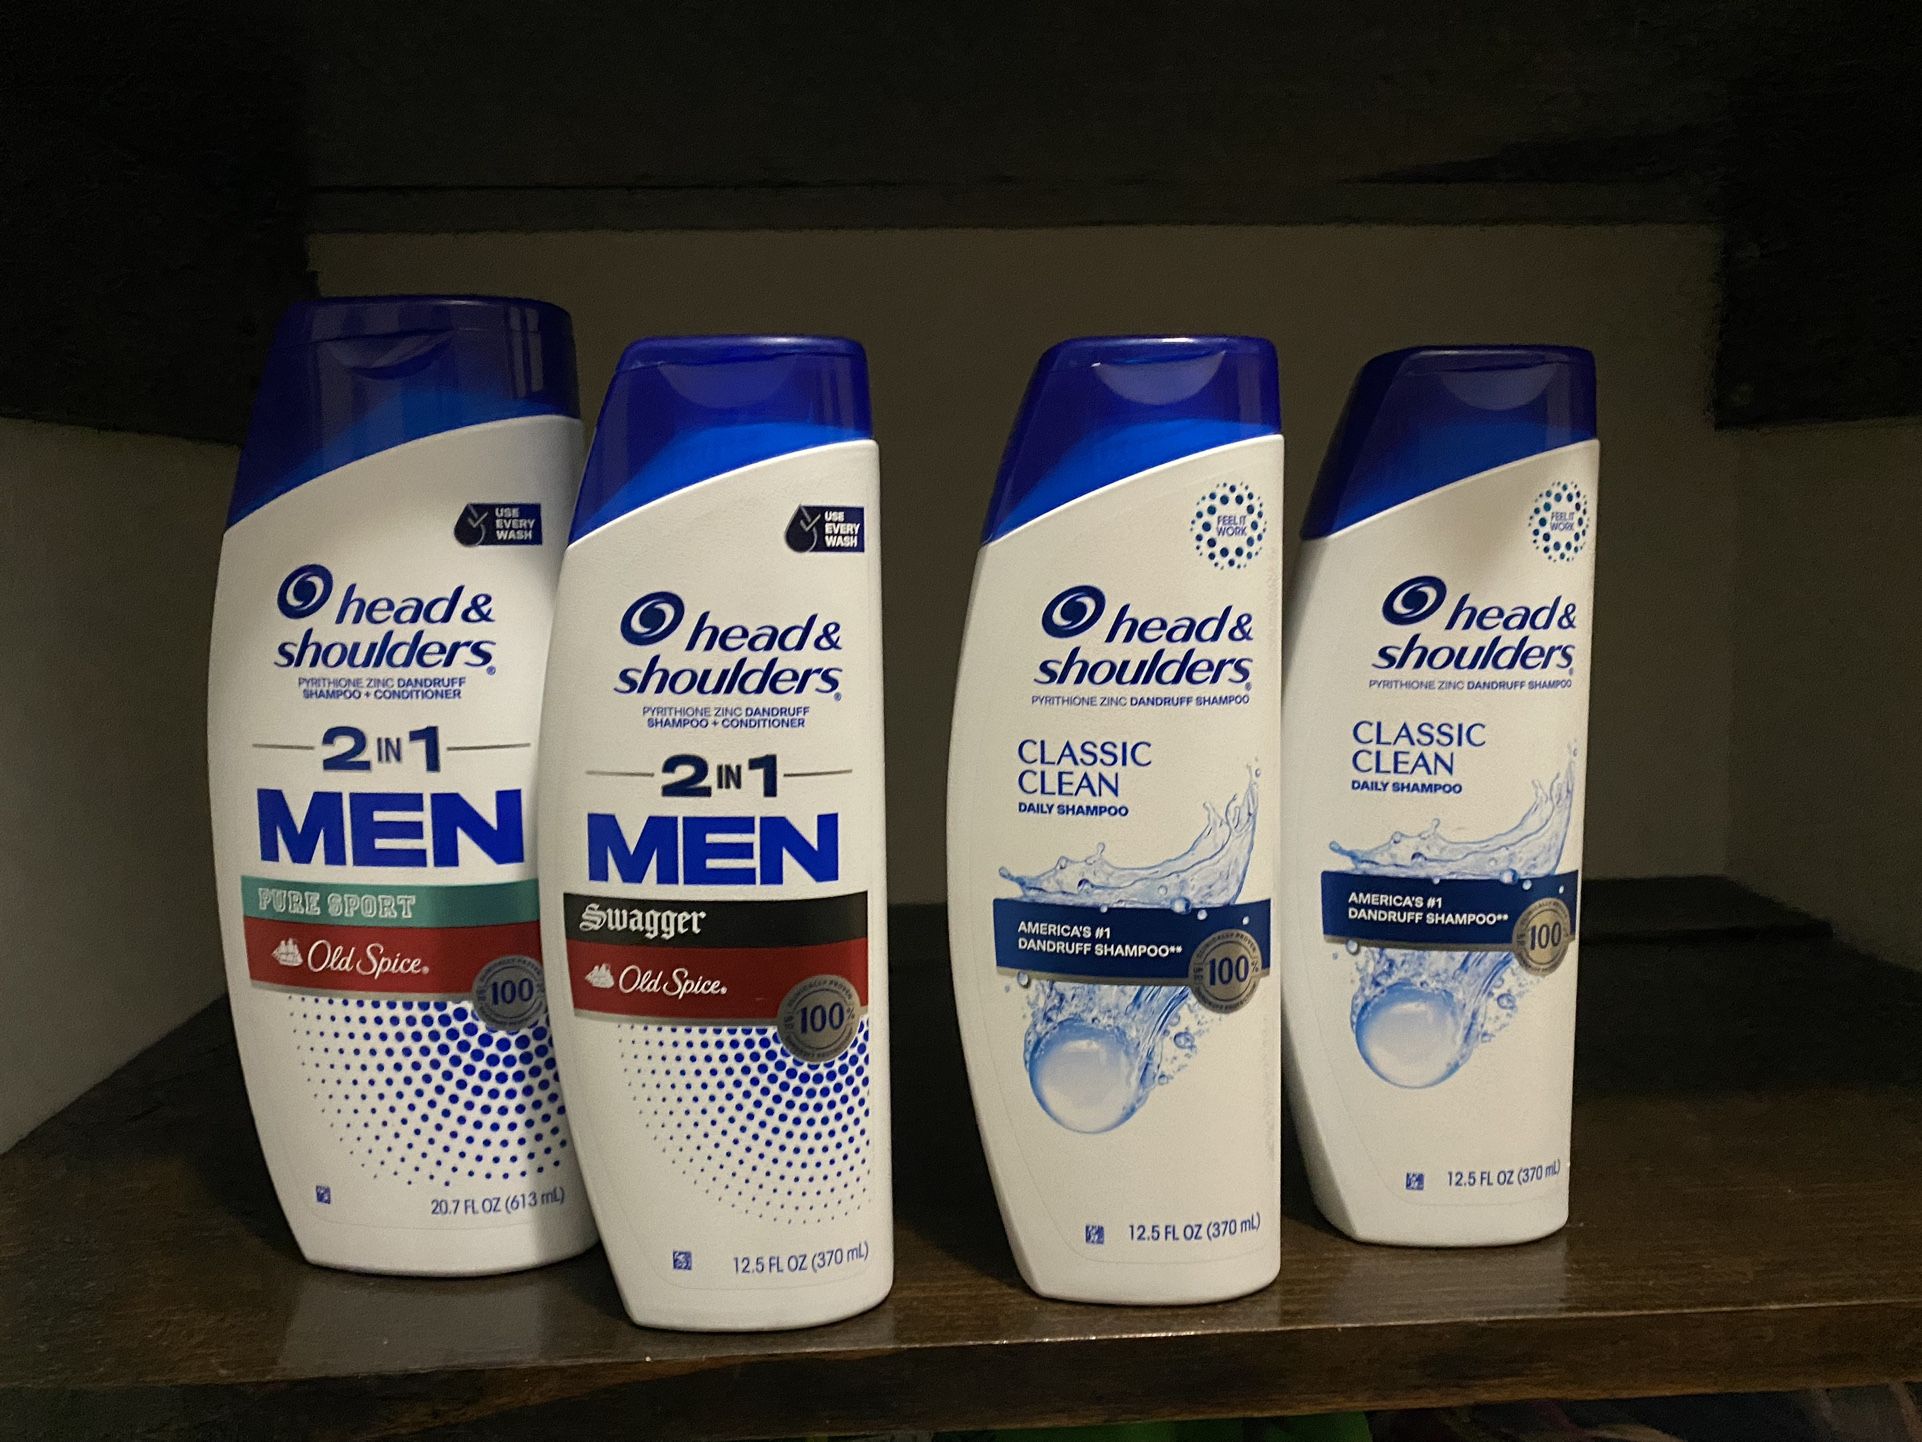 USE
EVERY
WASH
head &
shoulders®
PYRITHIONE ZINC DANDRUFF
SHAMPOO + CONDITIONER
2 IN 1
MEN
PURE SPORT
Old Spice®
100
20.7 FL OZ (613 mL)
USE
EVERY
WASH
head &
shoulders®
PYRITHIONE ZINC DANDRUFF
SHAMPOO + CONDITIONER
2 IN 1
MEN
Swagger
Old Spice®
CLINICALLY PROVEN
100
12.5 FL OZ (370 mL)
FEEL IT
WORK
head &
shoulders®
PYRITHIONE ZINC DANDRUFF SHAMPOO
CLASSIC
CLEAN
DAILY SHAMPOO
AMERICA'S #1
DANDRUFF SHAMPOO**
CLINICALLY PROVEN
100
12.5 FL OZ (370 mL)
FEEL IT
WORK
head &
shoulders®
PYRITHIONE ZINC DANDRUFF SHAMPOO
CLASSIC
CLEAN
DAILY SHAMPOO
AMERICA'S #1
DANDRUFF SHAMPOO**
100
12.5 FL OZ (370 mL)